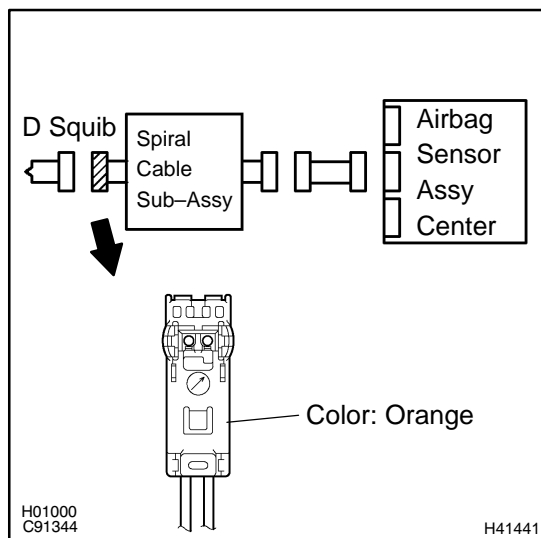 D Squib
Spiral
Cable
Sub–Assy
Airbag
Sensor
Assy
Center
Color: Orange
H01000
C91344
H41441